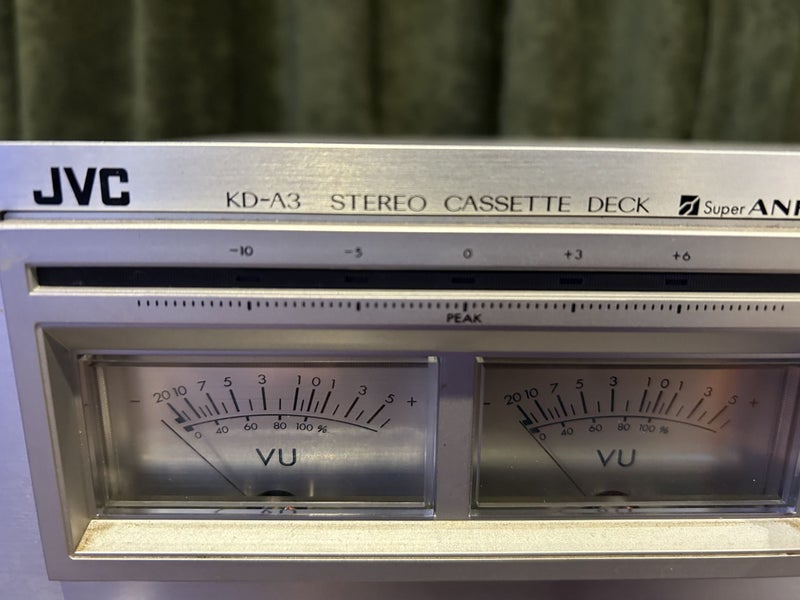 JVC KD-A3 STEREO CASSETTE DECK Super
-10 -5 0 +3 +6
PEAK
- 20 10 7 5 3 1 0 1 3 5 +
0 40 60 80 100 %
VU
- 20 10 7 5 3 1 0 1 3 5 +
0 40 60 80 100 %
VU